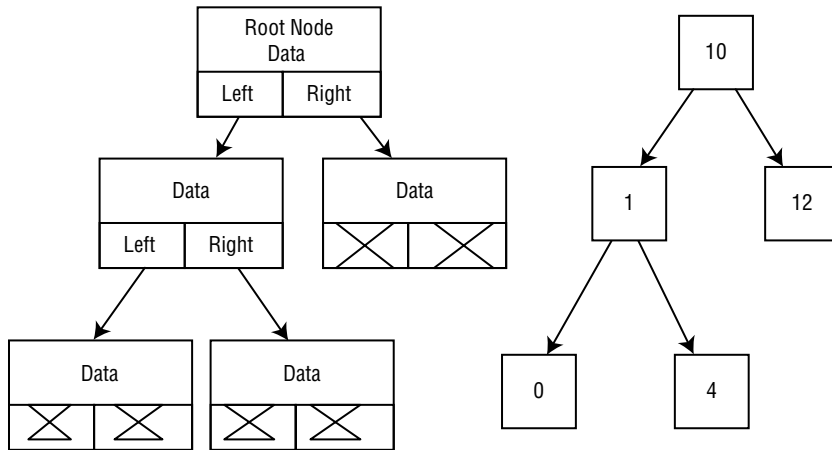 Root Node
Data
Left Right
Data
Left Right
Data
Data
Data
10
1
12
0
4